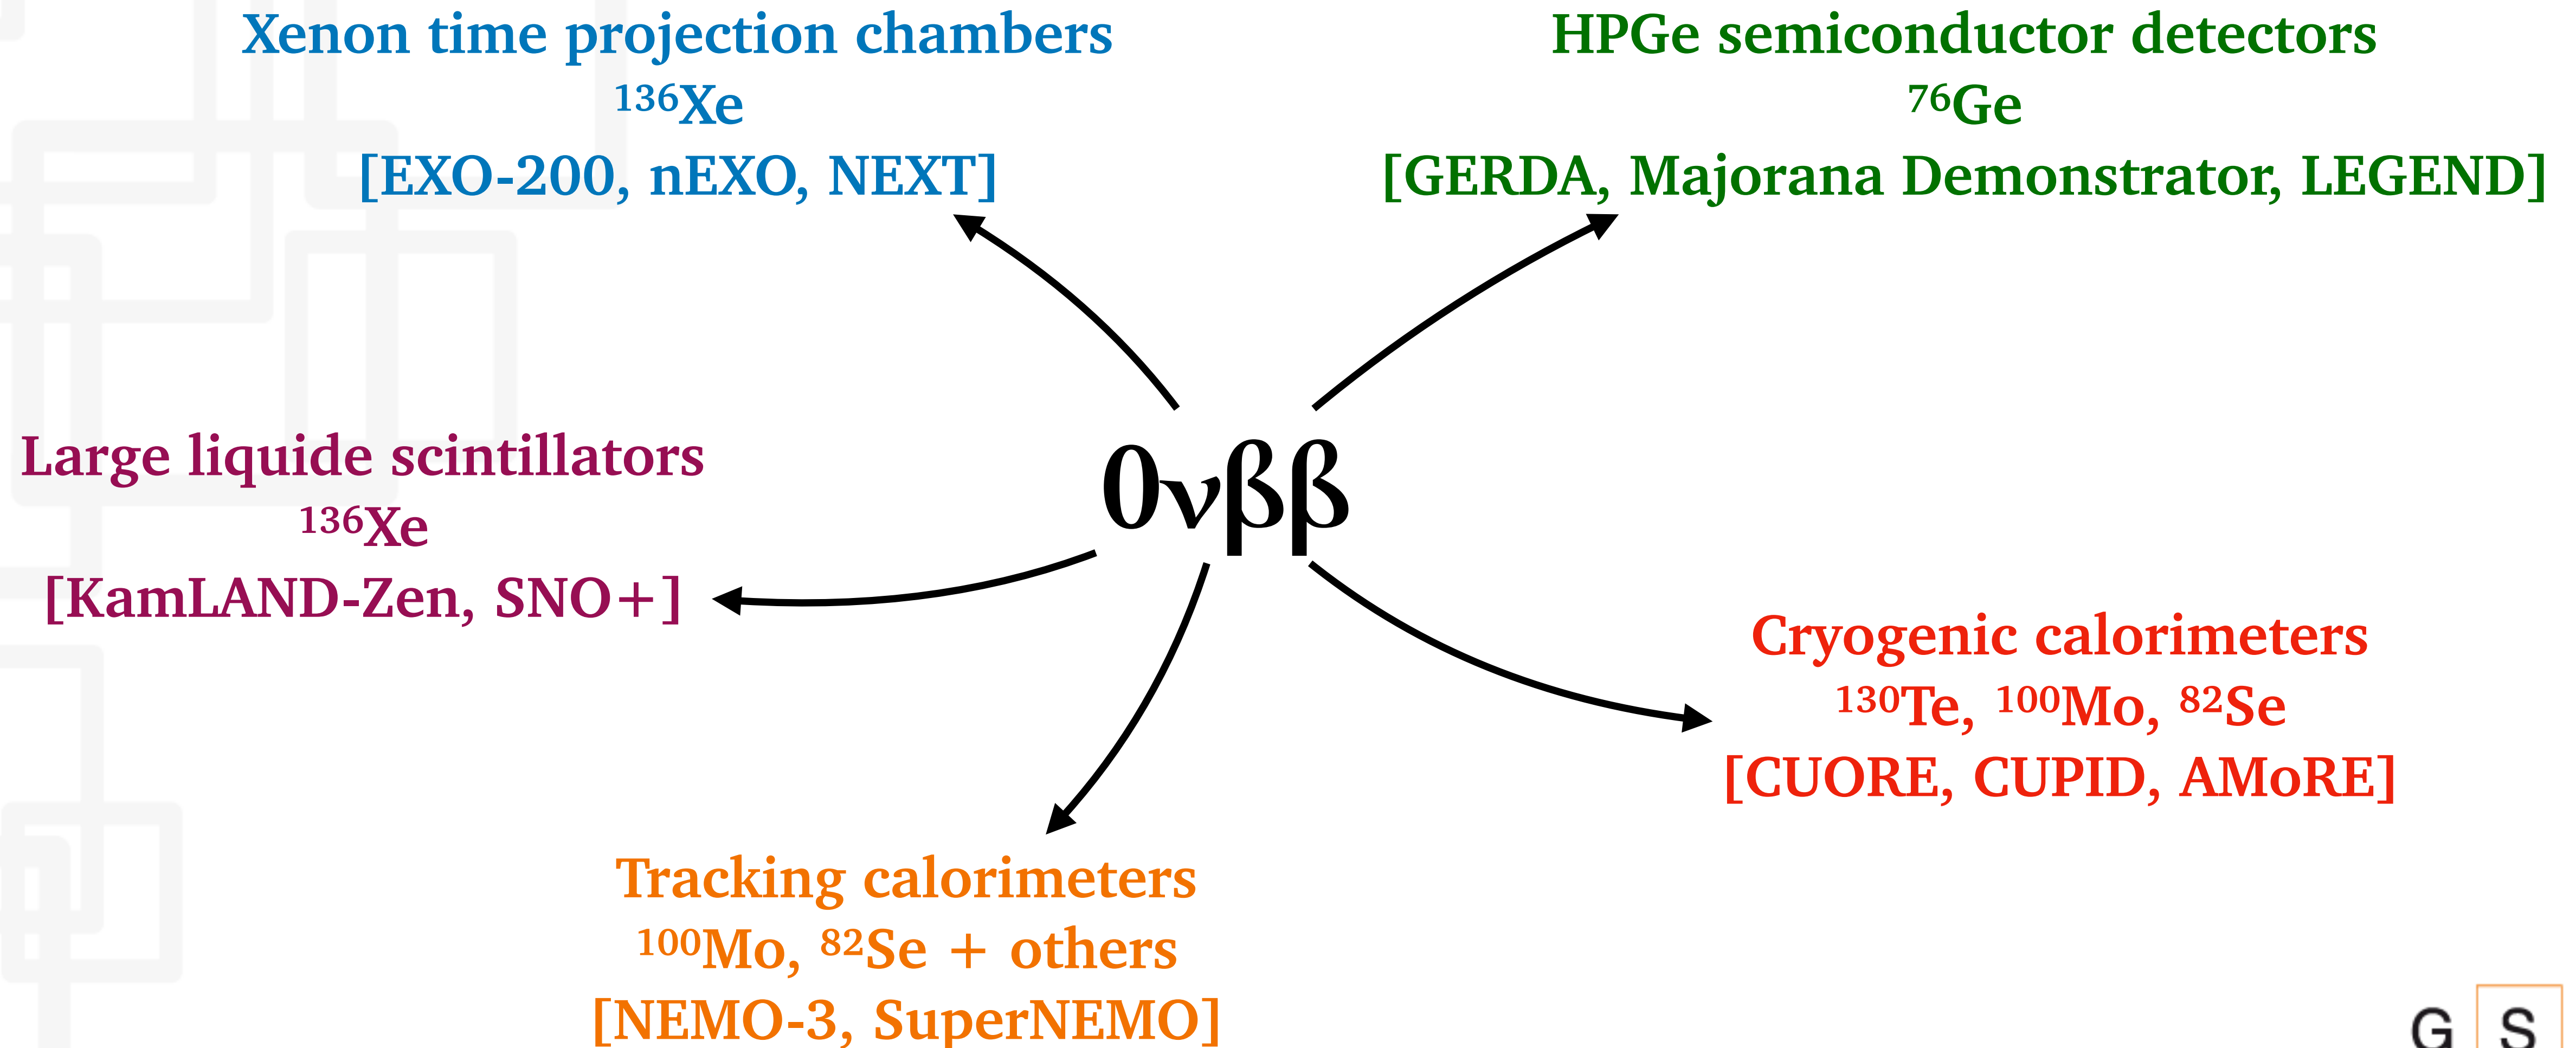 Xenon time projection chambers
¹³⁶Xe
[EXO-200, nEXO, NEXT]
HPGe semiconductor detectors
⁷⁶Ge
[GERDA, Majorana Demonstrator, LEGEND]
0νββ
Large liquide scintillators
¹³⁶Xe
[KamLAND-Zen, SNO+]
Cryogenic calorimeters
¹³⁰Te, ¹⁰⁰Mo, ⁸²Se
[CUORE, CUPID, AMoRE]
Tracking calorimeters
¹⁰⁰Mo, ⁸²Se + others
[NEMO-3, SuperNEMO]
G S